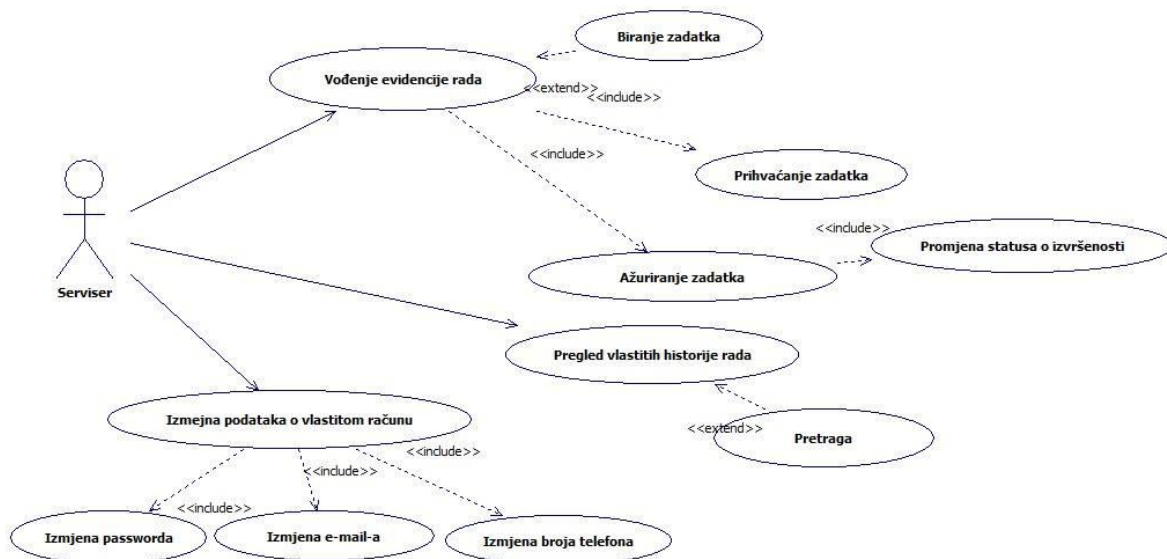 Biranje zadatka
Vođenje evidencije rada
<<extend>>
<<include>>
<<include>>
Prihvaćanje zadatka
<<include>>
Promjena statusa o izvršenosti
Ažuriranje zadatka
Serviser
Pregled vlastitih historije rada
Izmejna podataka o vlastitom računu
<<extend>>
Pretraga
<<include>>
<<include>>
<<include>>
Izmjena passworda
Izmjena e-mail-a
Izmjena broja telefona